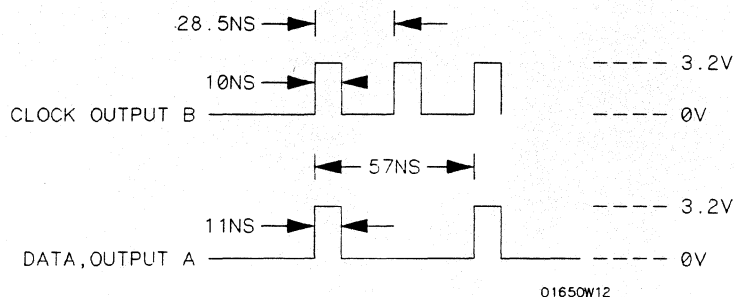 28.5NS
3.2V
10NS
CLOCK OUTPUT B
0V
57NS
3.2V
11NS
DATA,OUTPUT A
0V
01650W12